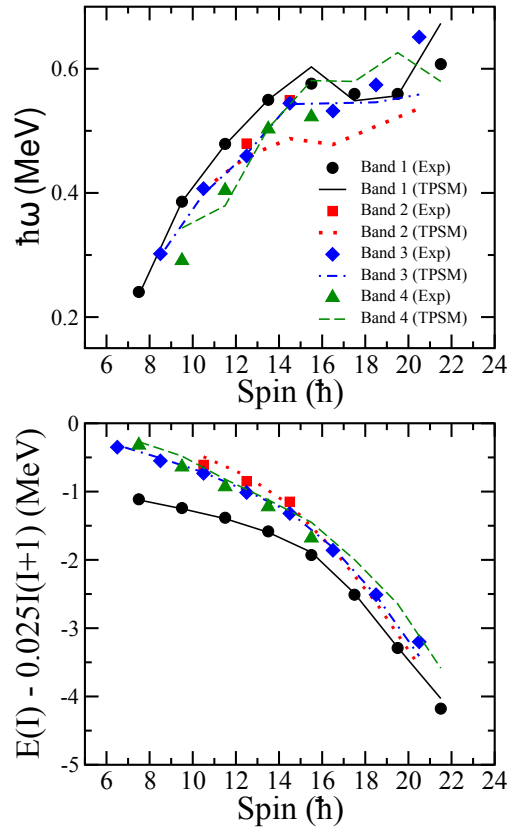 0.6
0.4
0.2
ħω (MeV)
Band 1 (Exp)
Band 1 (TPSM)
Band 2 (Exp)
Band 2 (TPSM)
Band 3 (Exp)
Band 3 (TPSM)
Band 4 (Exp)
Band 4 (TPSM)
6 8 10 12 14 16 18 20 22 24
Spin (ħ)
0
-1
-2
-3
-4
-5
E(I) - 0.025I(I+1) (MeV)
6 8 10 12 14 16 18 20 22 24
Spin (ħ)